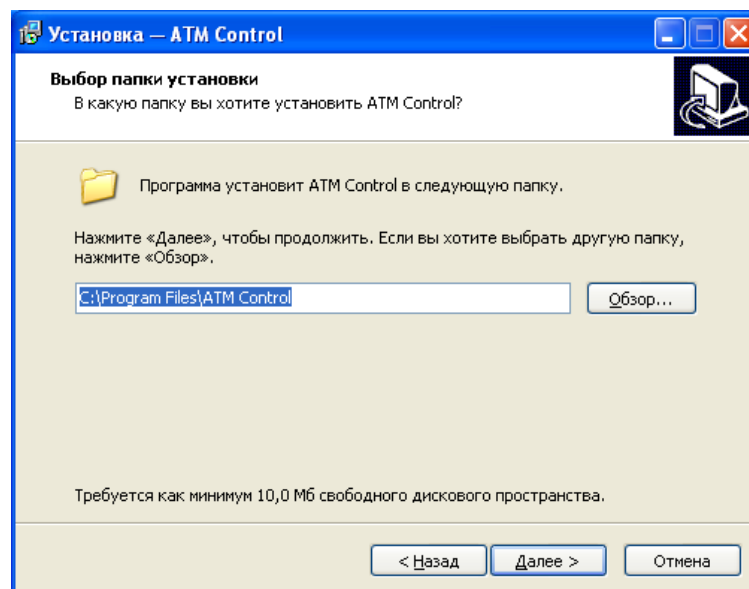 Установка — ATM Control
Выбор папки установки
В какую папку вы хотите установить ATM Control?
Программа установит ATM Control в следующую папку.
Нажмите «Далее», чтобы продолжить. Если вы хотите выбрать другую папку,
нажмите «Обзор».
C:\Program Files\ATM Control
Обзор...
Требуется как минимум 10,0 Мб свободного дискового пространства.
< Назад
Далее >
Отмена